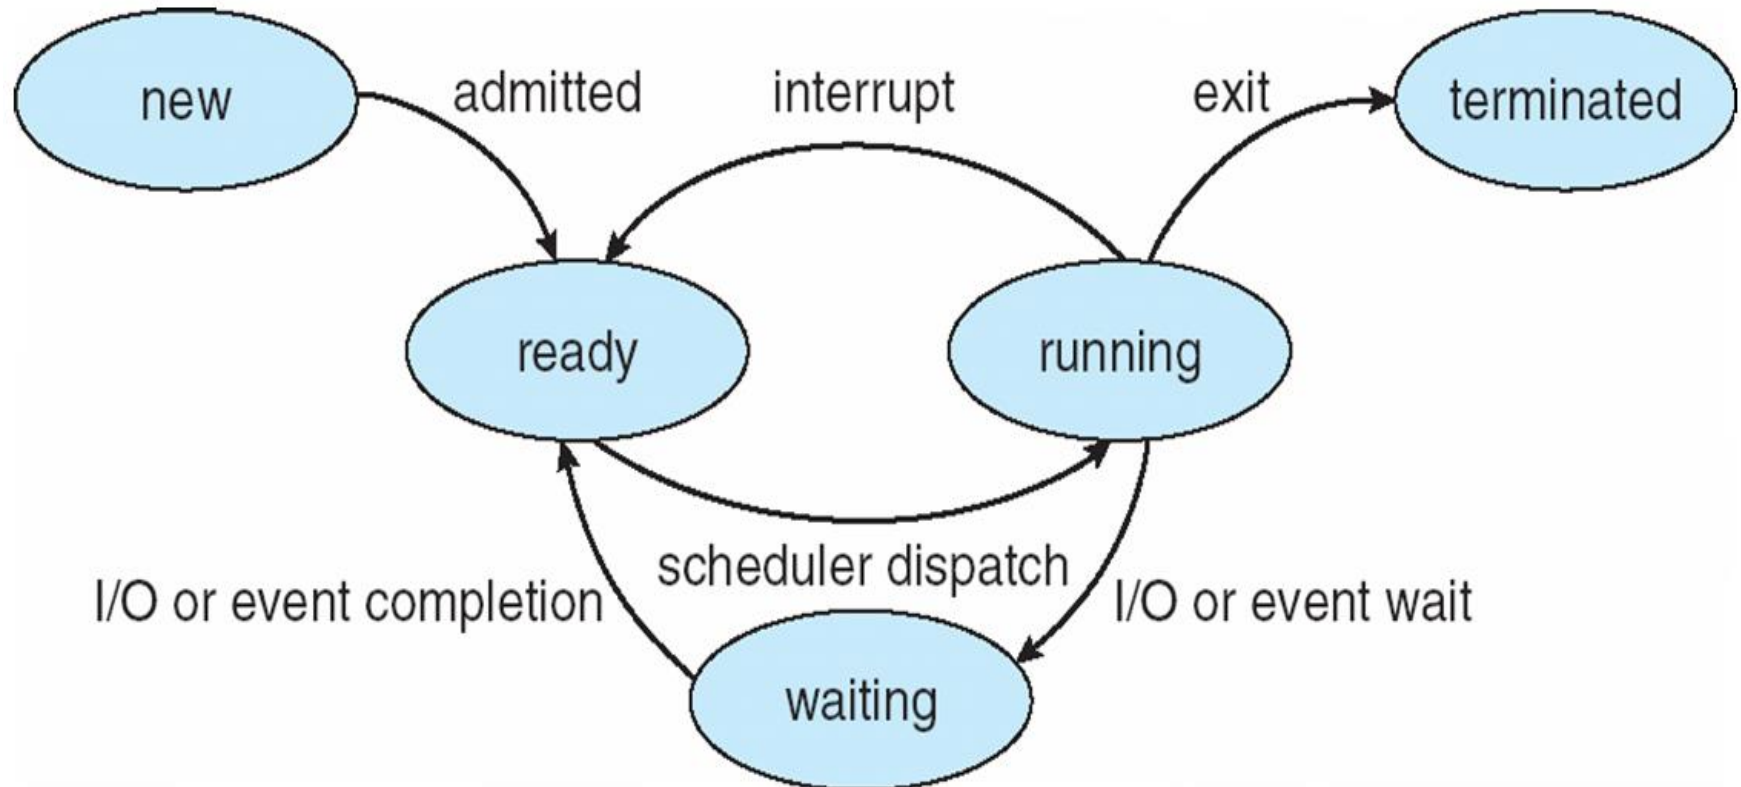 new
admitted
interrupt
exit
terminated
ready
running
scheduler dispatch
I/O or event completion
I/O or event wait
waiting